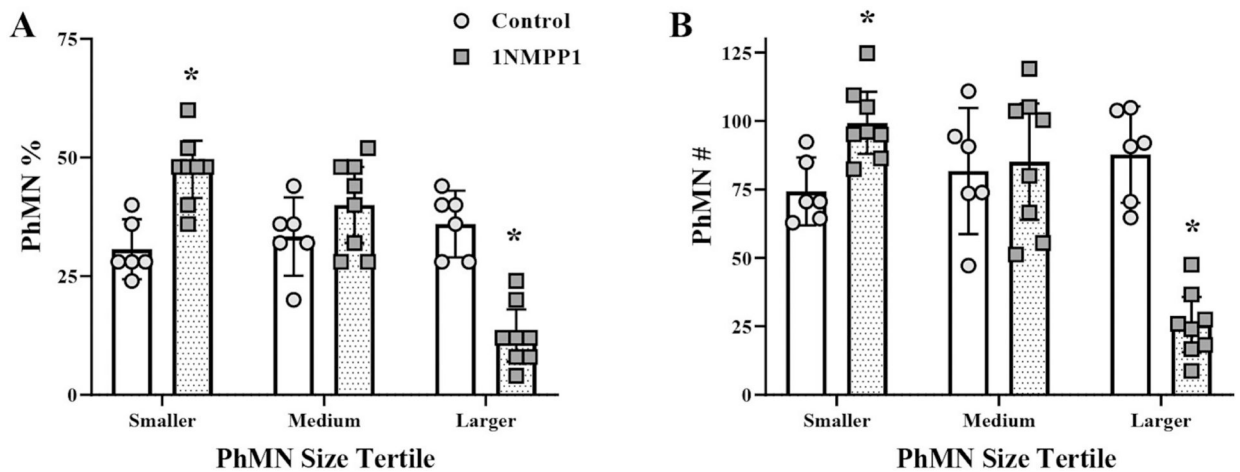 A
Control
1NMPP1
PhMN %
75
50
25
0
*
*
Smaller Medium Larger
PhMN Size Tertile
B
PhMN #
125
100
75
50
25
0
*
*
Smaller Medium Larger
PhMN Size Tertile